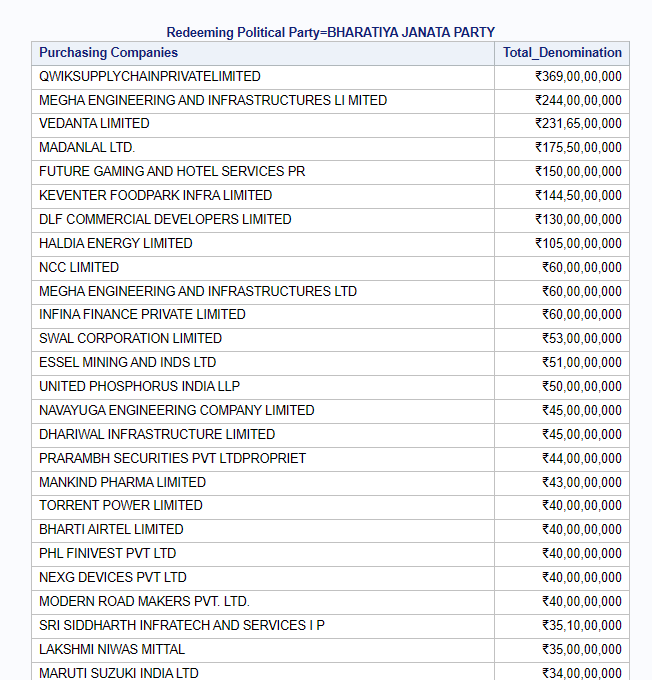 Redeeming Political Party=BHARATIYA JANATA PARTY
Purchasing Companies Total_Denomination
QWIKSUPPLYCHAINPRIVATELIMITED ₹369,00,00,000
MEGHA ENGINEERING AND INFRASTRUCTURES LI MITED ₹244,00,00,000
VEDANTA LIMITED ₹231,65,00,000
MADANLAL LTD. ₹175,50,00,000
FUTURE GAMING AND HOTEL SERVICES PR ₹150,00,00,000
KEVENTER FOODPARK INFRA LIMITED ₹144,50,00,000
DLF COMMERCIAL DEVELOPERS LIMITED ₹130,00,00,000
HALDIA ENERGY LIMITED ₹105,00,00,000
NCC LIMITED ₹60,00,00,000
MEGHA ENGINEERING AND INFRASTRUCTURES LTD ₹60,00,00,000
INFINA FINANCE PRIVATE LIMITED ₹60,00,00,000
SWAL CORPORATION LIMITED ₹53,00,00,000
ESSEL MINING AND INDS LTD ₹51,00,00,000
UNITED PHOSPHORUS INDIA LLP ₹50,00,00,000
NAVAYUGA ENGINEERING COMPANY LIMITED ₹45,00,00,000
DHARIWAL INFRASTRUCTURE LIMITED ₹45,00,00,000
PRARAMBH SECURITIES PVT LTDPROPRIET ₹44,00,00,000
MANKIND PHARMA LIMITED ₹43,00,00,000
TORRENT POWER LIMITED ₹40,00,00,000
BHARTI AIRTEL LIMITED ₹40,00,00,000
PHL FINIVEST PVT LTD ₹40,00,00,000
NEXG DEVICES PVT LTD ₹40,00,00,000
MODERN ROAD MAKERS PVT. LTD. ₹40,00,00,000
SRI SIDDHARTH INFRATECH AND SERVICES I P ₹35,10,00,000
LAKSHMI NIWAS MITTAL ₹35,00,00,000
MARUTI SUZUKI INDIA LTD ₹34,00,00,000